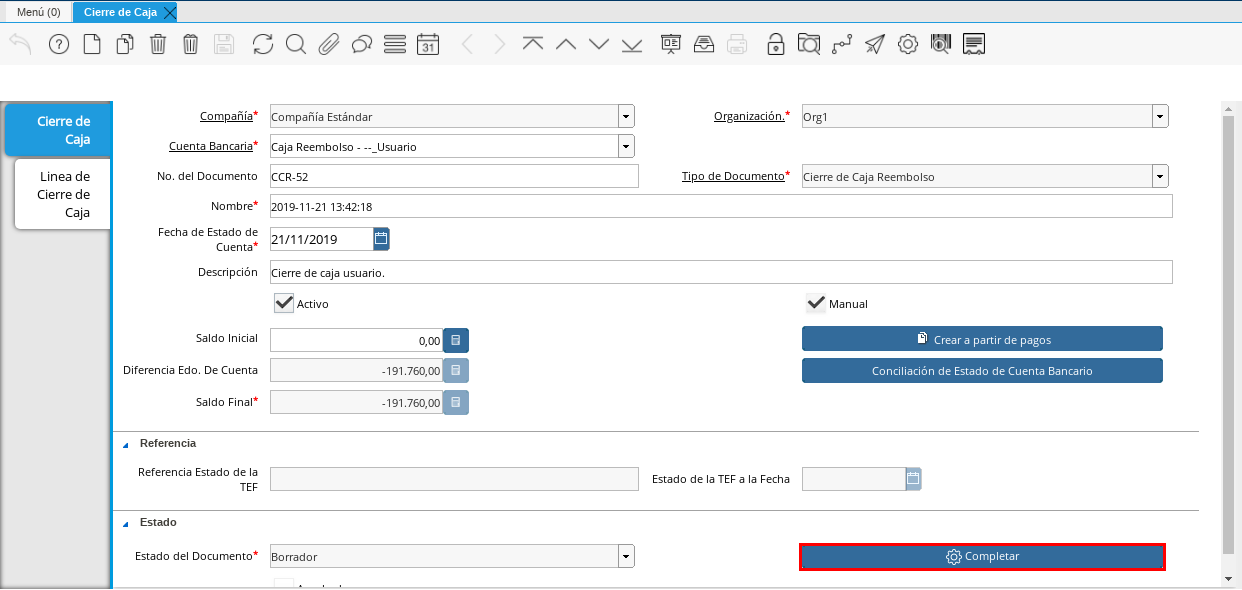 Menú (0)
Cierre de Caja
31
Cierre de
Caja
Linea de
Cierre de
Caja
Compañía*
Compañía Estándar
Organización.*
Org1
Cuenta Bancaria*
Caja Reembolso - --_Usuario
No. del Documento
CCR-52
Tipo de Documento*
Cierre de Caja Reembolso
Nombre*
2019-11-21 13:42:18
Fecha de Estado de
Cuenta*
21/11/2019
Descripción
Cierre de caja usuario.
Activo
Manual
Saldo Inicial
0,00
Crear a partir de pagos
Diferencia Edo. De Cuenta
-191.760,00
Conciliación de Estado de Cuenta Bancario
Saldo Final*
-191.760,00
Referencia
Referencia Estado de la
TEF
Estado de la TEF a la Fecha
Estado
Estado del Documento*
Borrador
Completar